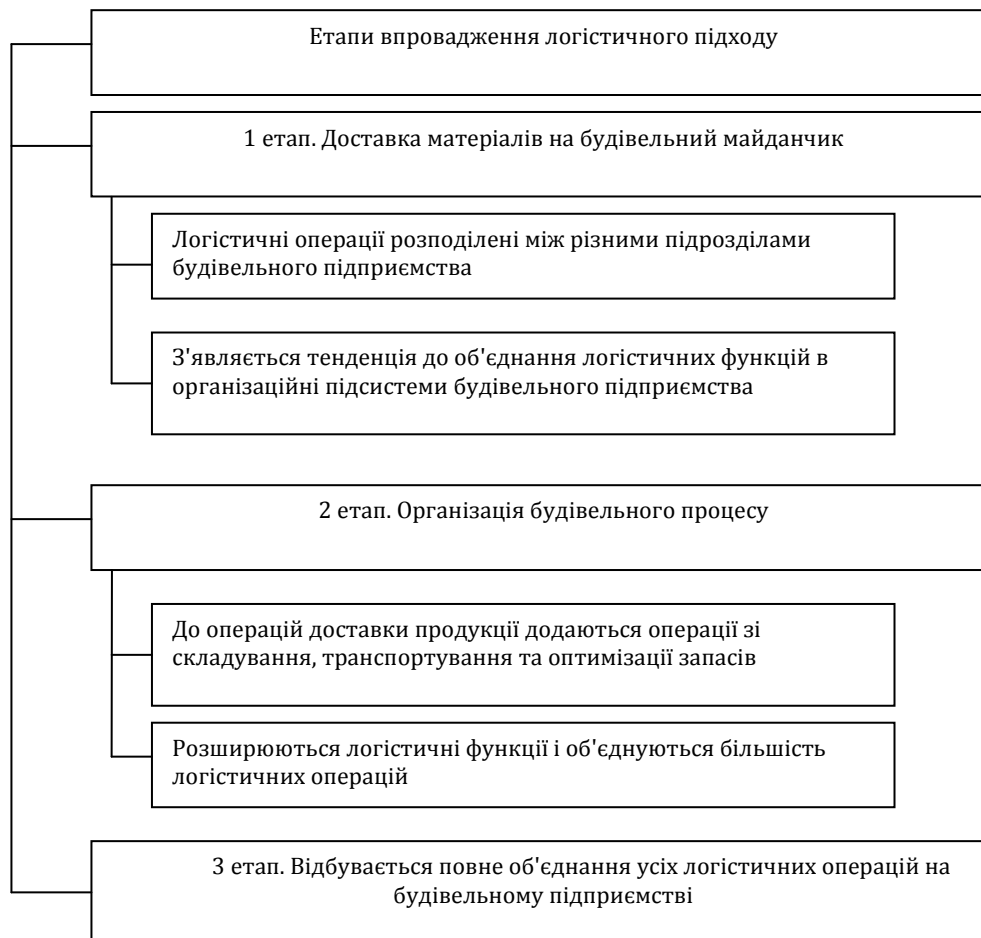 Етапи впровадження логістичного підходу
1 етап. Доставка матеріалів на будівельний майданчик
Логістичні операції розподілені між різними підрозділами
будівельного підприємства
З'являється тенденція до об'єднання логістичних функцій в
організаційні підсистеми будівельного підприємства
2 етап. Організація будівельного процесу
До операцій доставки продукції додаються операції зі
складування, транспортування та оптимізації запасів
Розширюються логістичні функції і об'єднуються більшість
логістичних операцій
3 етап. Відбувається повне об'єднання усіх логістичних операцій на
будівельному підприємстві